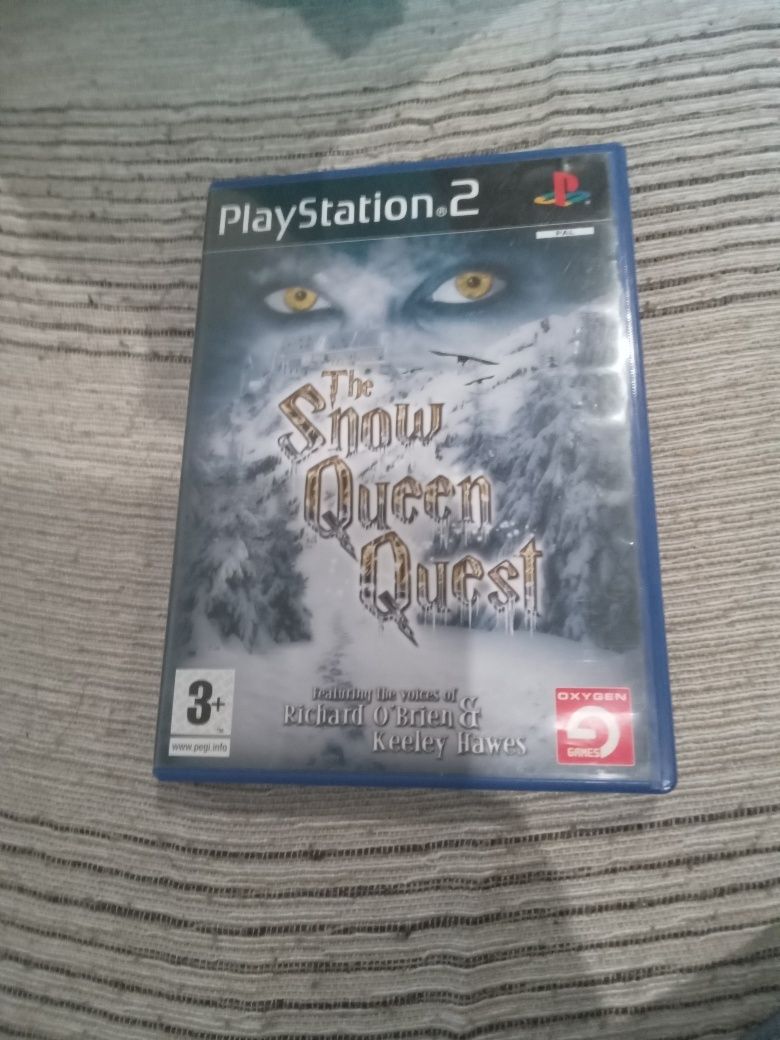 PlayStation®2
PAL
The
Snow
Queen
Quest
Featuring the voices of
Richard O'Brien &
Keeley Hawes
3+
™
www.pegi.info
OXYGEN
GAMES